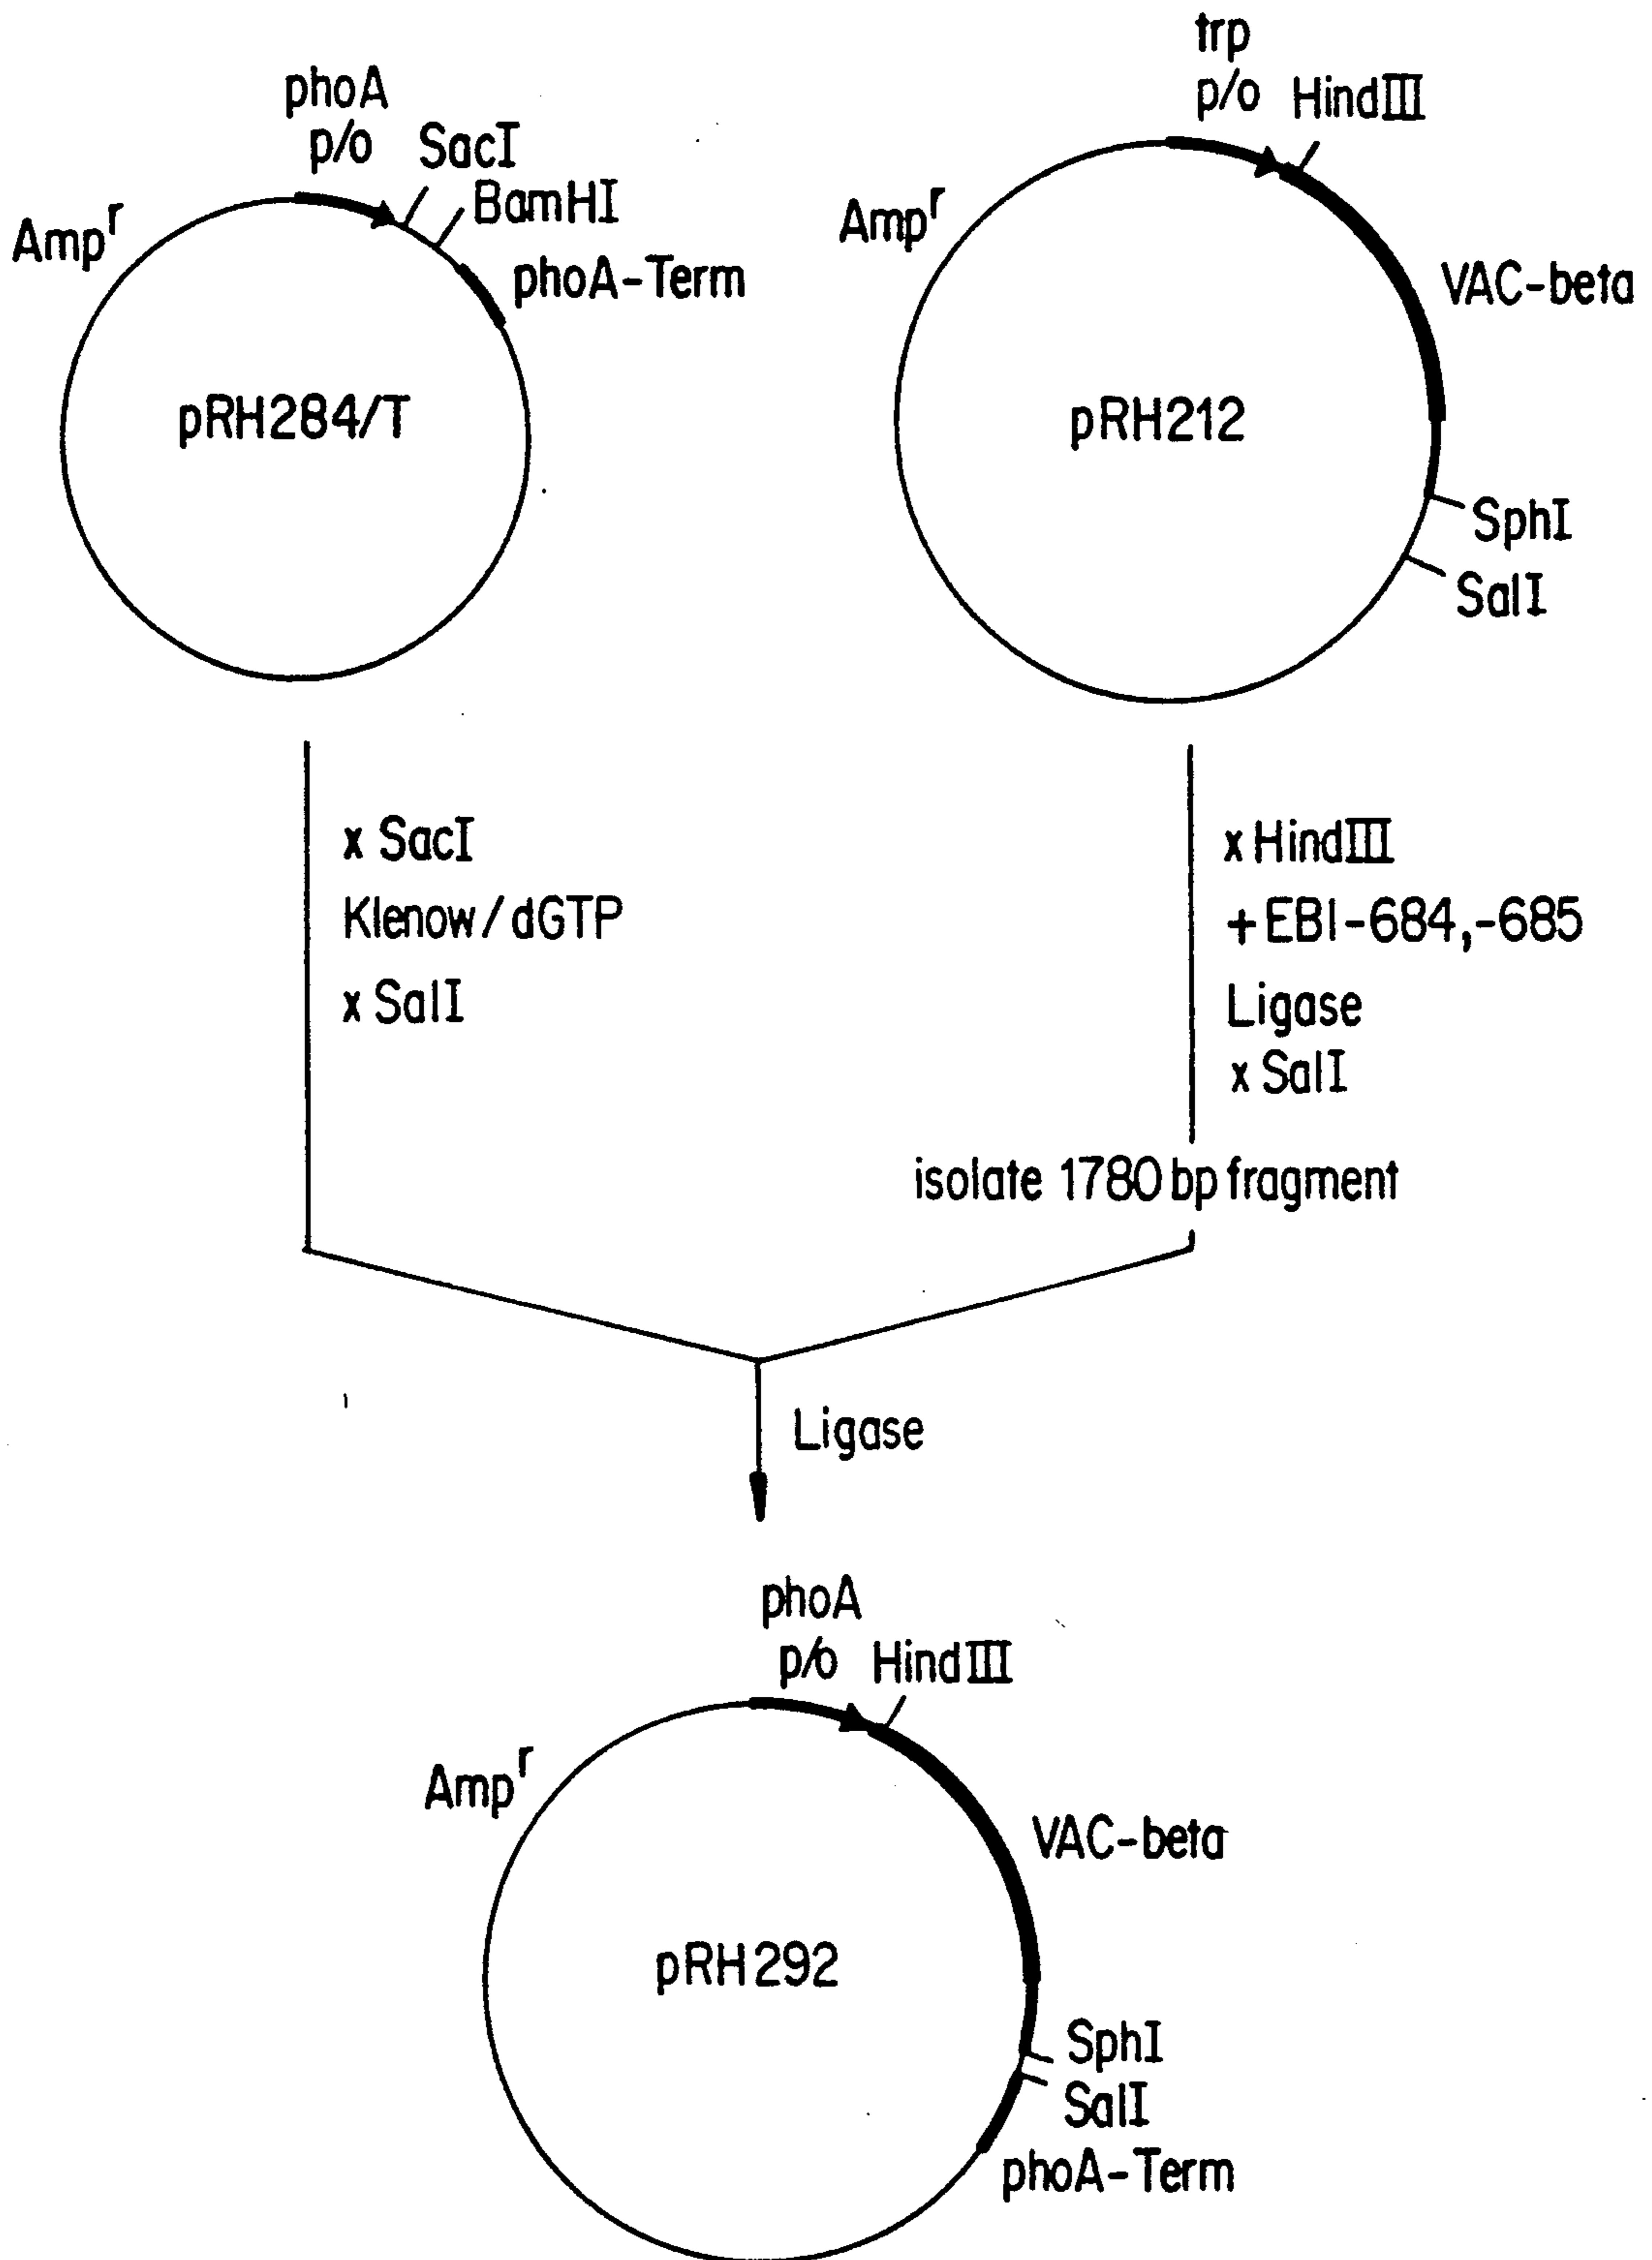 phoA
p/o SacI
BamHI
Amp^r
phoA-Term
pRH284/T
trp
p/o HindIII
Amp^r
VAC-beta
pRH212
SphI
SalI
x SacI
Klenow/dGTP
x SalI
x HindIII
+EBI-684,-685
Ligase
x SalI
isolate 1780 bp fragment
Ligase
phoA
p/o HindIII
Amp^r
VAC-beta
pRH292
SphI
SalI
phoA-Term